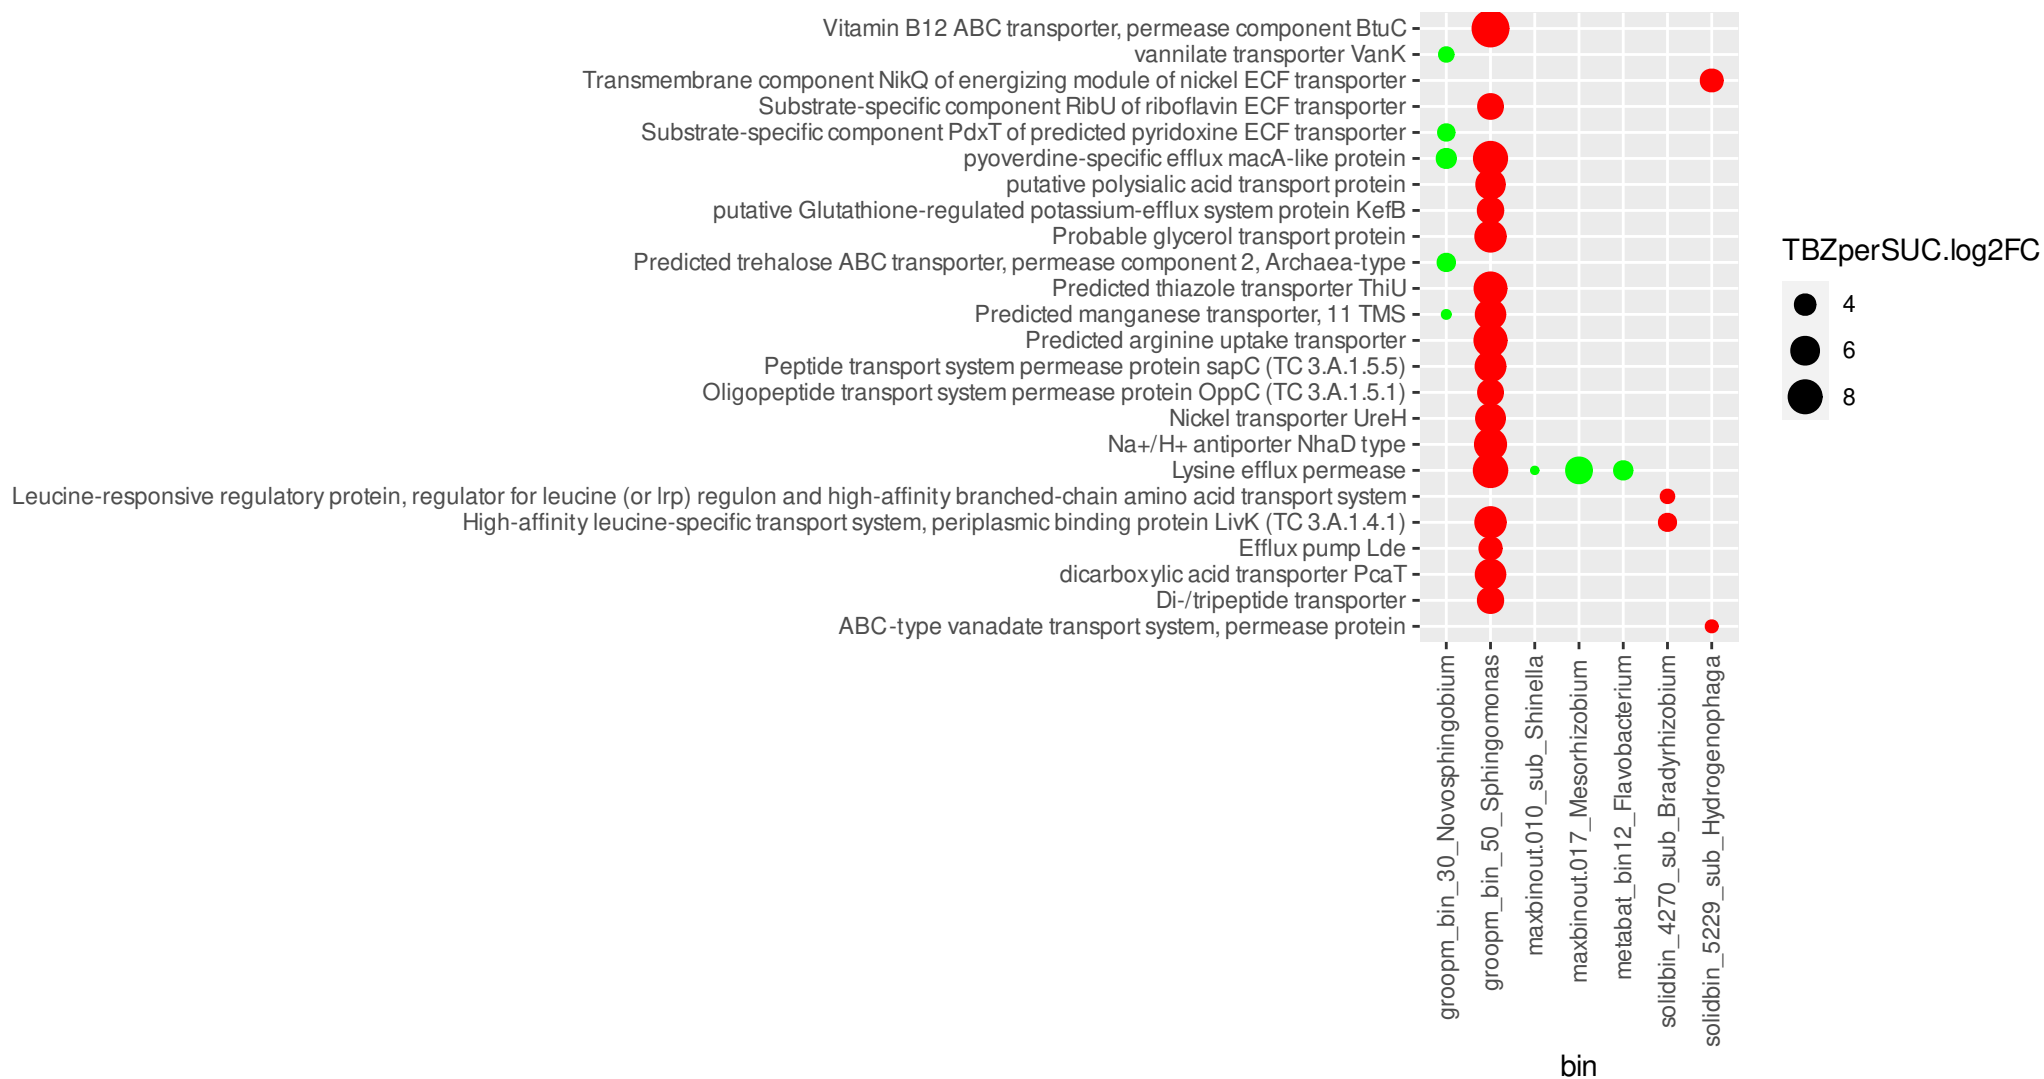 Vitamin B12 ABC transporter, permease component BtuC
vannilate transporter VanK
Transmembrane component NikQ of energizing module of nickel ECF transporter
Substrate-specific component RibU of riboflavin ECF transporter
Substrate-specific component PdxT of predicted pyridoxine ECF transporter
pyoverdine-specific efflux macA-like protein
putative polysialic acid transport protein
putative Glutathione-regulated potassium-efflux system protein KefB
Probable glycerol transport protein
Predicted trehalose ABC transporter, permease component 2, Archaea-type
Predicted thiazole transporter ThiU
Predicted manganese transporter, 11 TMS
Predicted arginine uptake transporter
Peptide transport system permease protein sapC (TC 3.A.1.5.5)
Oligopeptide transport system permease protein OppC (TC 3.A.1.5.1)
Nickel transporter UreH
Na+/H+ antiporter NhaD type
Lysine efflux permease
Leucine-responsive regulatory protein, regulator for leucine (or lrp) regulon and high-affinity branched-chain amino acid transport system
High-affinity leucine-specific transport system, periplasmic binding protein LivK (TC 3.A.1.4.1)
Efflux pump Lde
dicarboxylic acid transporter PcaT
Di-/tripeptide transporter
ABC-type vanadate transport system, permease protein
groopm_bin_30_Novosphingobium
groopm_bin_50_Sphingomonas
maxbinout.010_sub_Shinella
maxbinout.017_Mesorhizobium
metabat_bin12_Flavobacterium
solidbin_4270_sub_Bradyrhizobium
solidbin_5229_sub_Hydrogenophaga
bin
TBZperSUC.log2FC
4
6
8